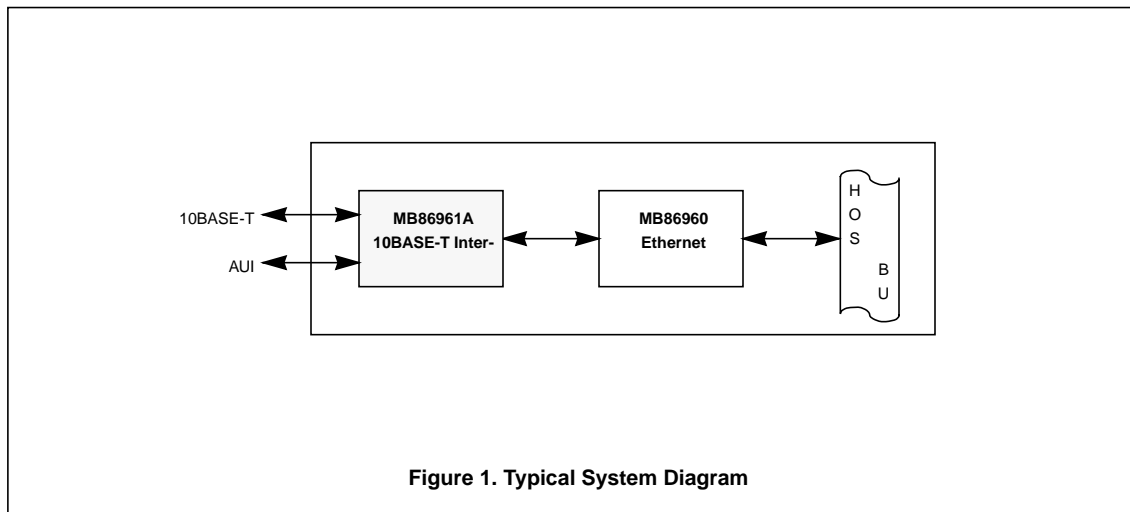 10BASE-T
AUI
MB86961A
10BASE-T Inter-
MB86960
Ethernet
H
O
S
B
U
Figure 1. Typical System Diagram